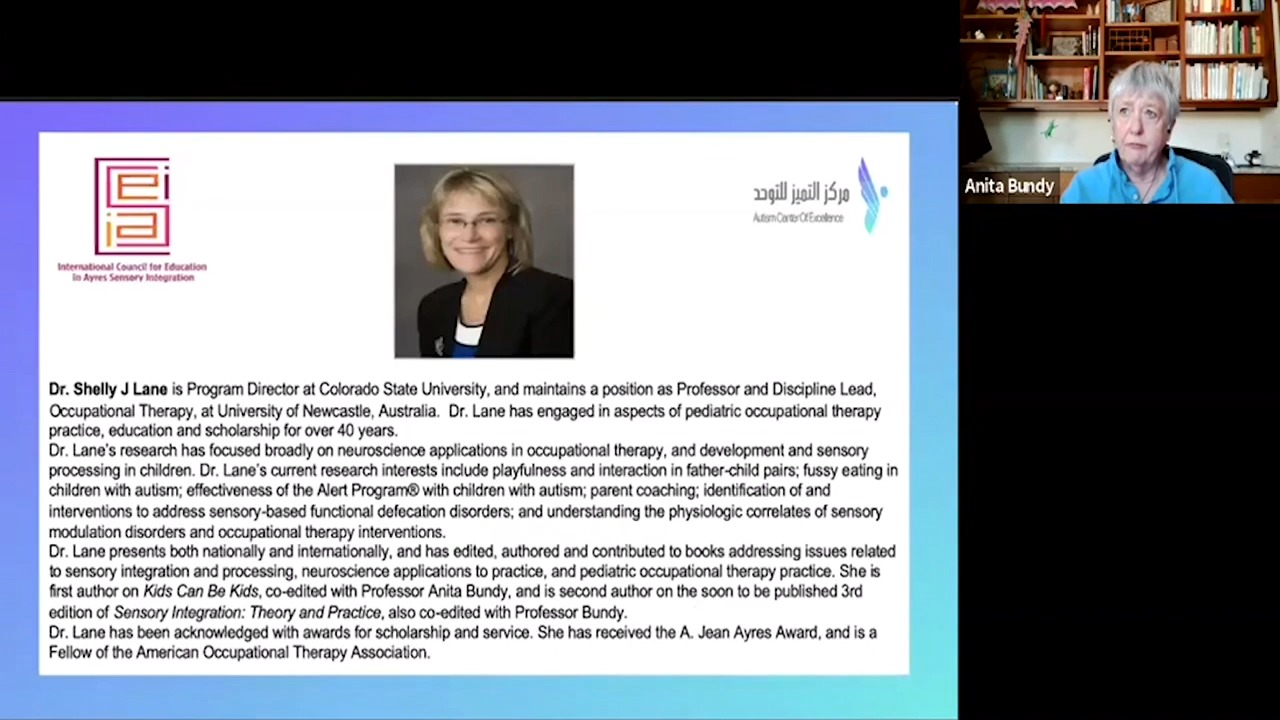 International Council for Education
in Ayres Sensory Integration
مركز التميز للتوحد
Autism Center Of Excellence
Anita Bundy
Dr. Shelly J Lane is Program Director at Colorado State University, and maintains a position as Professor and Discipline Lead,
Occupational Therapy, at University of Newcastle, Australia. Dr. Lane has engaged in aspects of pediatric occupational therapy
practice, education and scholarship for over 40 years.
Dr. Lane's research has focused broadly on neuroscience applications in occupational therapy, and development and sensory
processing in children. Dr. Lane's current research interests include playfulness and interaction in father-child pairs; fussy eating in
children with autism; effectiveness of the Alert Program® with children with autism; parent coaching; identification of and
interventions to address sensory-based functional defecation disorders; and understanding the physiologic correlates of sensory
modulation disorders and occupational therapy interventions.
Dr. Lane presents both nationally and internationally, and has edited, authored and contributed to books addressing issues related
to sensory integration and processing, neuroscience applications to practice, and pediatric occupational therapy practice. She is
first author on Kids Can Be Kids, co-edited with Professor Anita Bundy, and is second author on the soon to be published 3rd
edition of Sensory Integration: Theory and Practice, also co-edited with Professor Bundy.
Dr. Lane has been acknowledged with awards for scholarship and service. She has received the A. Jean Ayres Award, and is a
Fellow of the American Occupational Therapy Association.